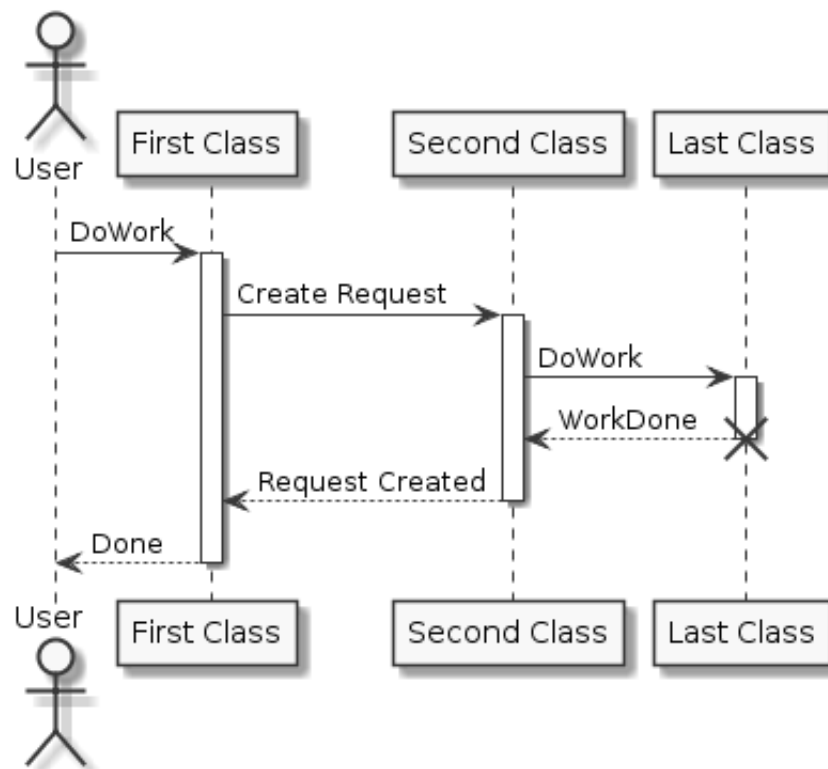 User
First Class
Second Class
Last Class
DoWork
Create Request
DoWork
WorkDone
Request Created
Done
User
First Class
Second Class
Last Class